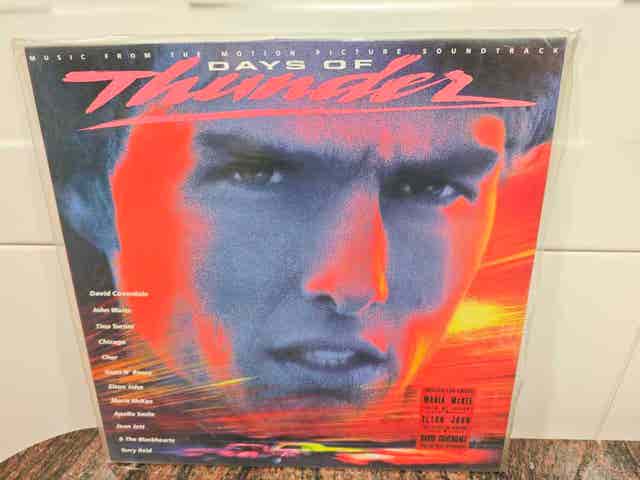 MUSIC FROM THE MOTION PICTURE SOUNDTRACK
DAYS OF
Thunder
David Coverdale
John Waite
Tina Turner
Chicago
Cher
Guns N' Roses
Elton John
Maria McKee
Apollo Smile
Joan Jett
& The Blackhearts
Terry Reid
MARIA McKEE
ELTON JOHN
DAVID COVERDALE